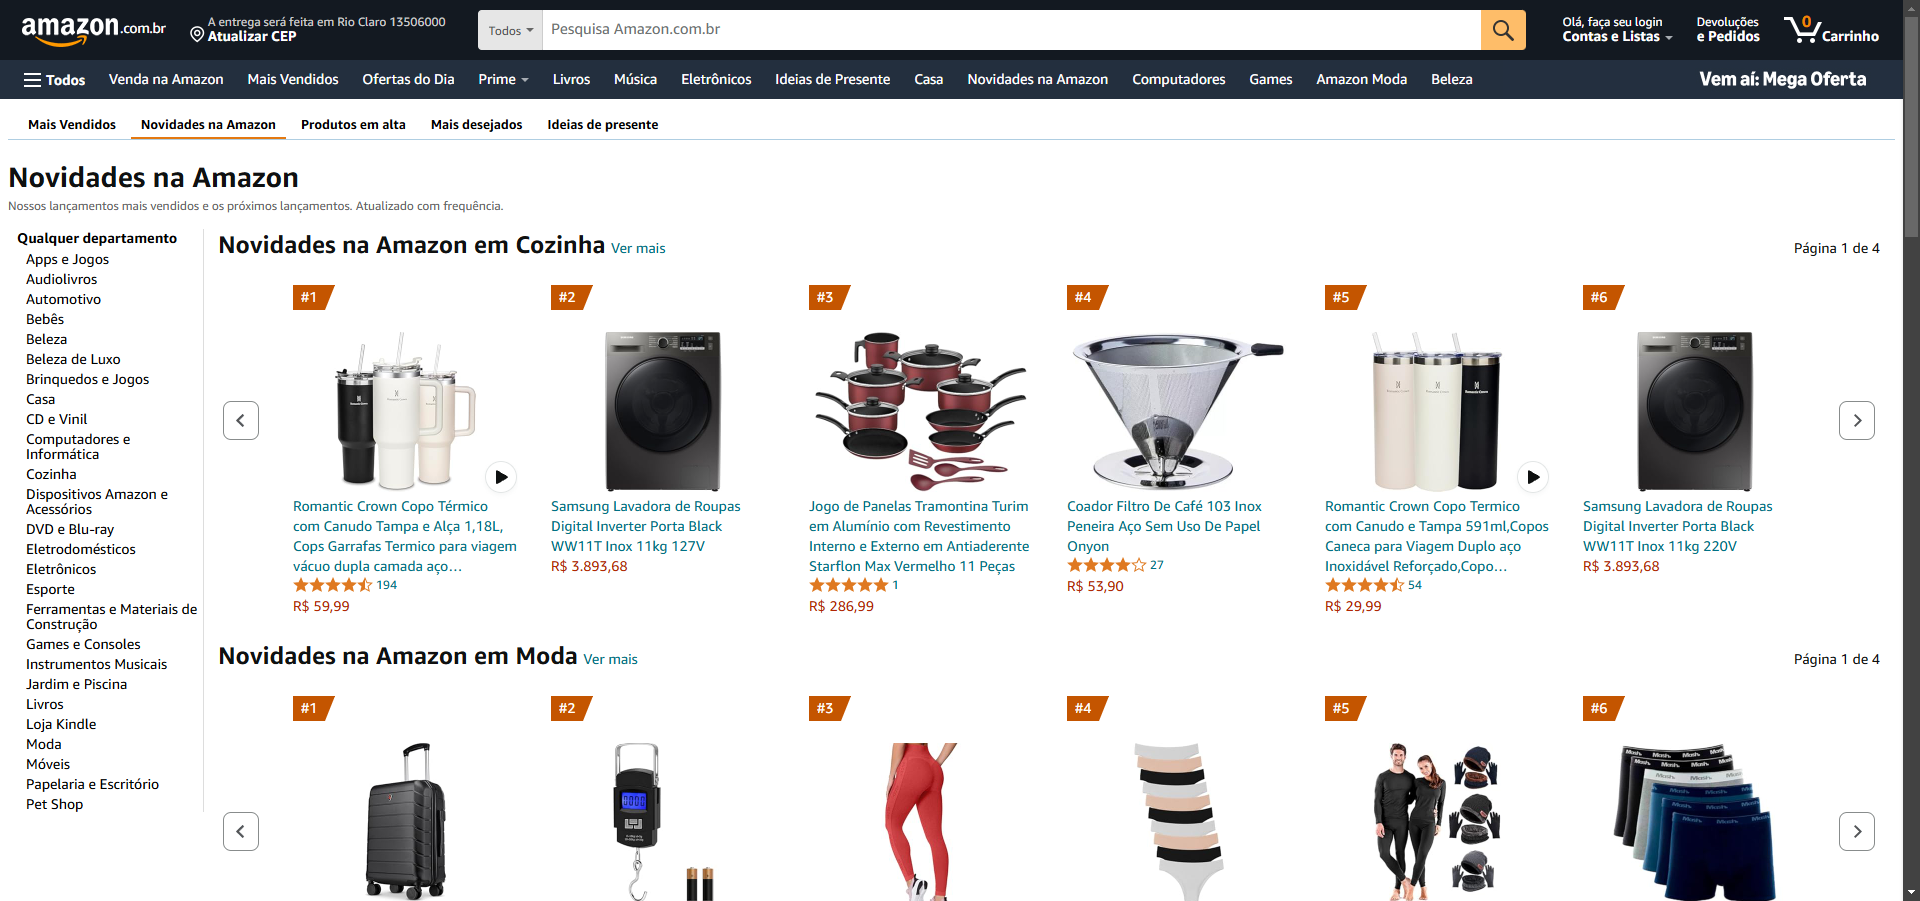 amazon.com.br
A entrega será feita em Rio Claro 13506000
Atualizar CEP
Todos
Pesquisa Amazon.com.br
Olá, faça seu login
Contas e Listas
Devoluções
e Pedidos
0
Carrinho
Todos
Venda na Amazon
Mais Vendidos
Ofertas do Dia
Prime
Livros
Música
Eletrônicos
Ideias de Presente
Casa
Novidades na Amazon
Computadores
Games
Amazon Moda
Beleza
Vem aí: Mega Oferta
Mais Vendidos
Novidades na Amazon
Produtos em alta
Mais desejados
Ideias de presente
Novidades na Amazon
Nossos lançamentos mais vendidos e os próximos lançamentos. Atualizado com frequência.
Qualquer departamento
Apps e Jogos
Audiolivros
Automotivo
Bebês
Beleza
Beleza de Luxo
Brinquedos e Jogos
Casa
CD e Vinil
Computadores e
Informática
Cozinha
Dispositivos Amazon e
Acessórios
DVD e Blu-ray
Eletrodomésticos
Eletrônicos
Esporte
Ferramentas e Materiais de
Construção
Games e Consoles
Instrumentos Musicais
Jardim e Piscina
Livros
Loja Kindle
Moda
Móveis
Papelaria e Escritório
Pet Shop
Novidades na Amazon em Cozinha Ver mais
Página 1 de 4
#1
Romantic Crown Copo Térmico
com Canudo Tampa e Alça 1,18L,
Cops Garrafas Termico para viagem
vácuo dupla camada aço…
194
R$ 59,99
#2
Samsung Lavadora de Roupas
Digital Inverter Porta Black
WW11T Inox 11kg 127V
R$ 3.893,68
#3
Jogo de Panelas Tramontina Turim
em Alumínio com Revestimento
Interno e Externo em Antiaderente
Starflon Max Vermelho 11 Peças
1
R$ 286,99
#4
Coador Filtro De Café 103 Inox
Peneira Aço Sem Uso De Papel
Onyon
27
R$ 53,90
#5
Romantic Crown Copo Termico
com Canudo e Tampa 591ml,Copos
Caneca para Viagem Duplo aço
Inoxidável Reforçado,Copo…
54
R$ 29,99
#6
Samsung Lavadora de Roupas
Digital Inverter Porta Black
WW11T Inox 11kg 220V
R$ 3.893,68
Novidades na Amazon em Moda Ver mais
Página 1 de 4
#1
#2
#3
#4
#5
#6
Mash.
Mash.
Mash.
Mash.
Mash.
Mash.